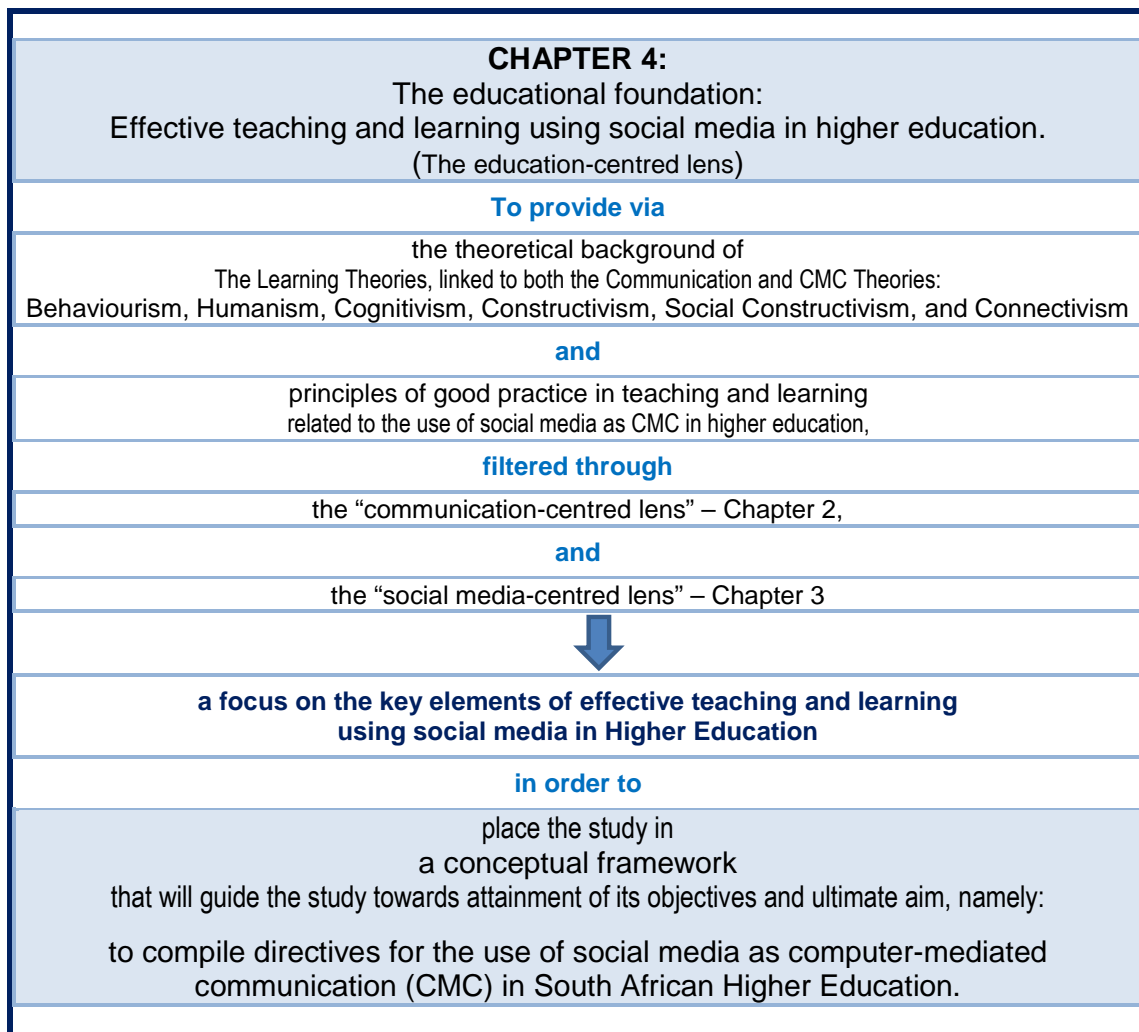 CHAPTER 4:
The educational foundation:
Effective teaching and learning using social media in higher education.
(The education-centred lens)
To provide via
the theoretical background of
The Learning Theories, linked to both the Communication and CMC Theories:
Behaviourism, Humanism, Cognitivism, Constructivism, Social Constructivism, and Connectivism
and
principles of good practice in teaching and learning
related to the use of social media as CMC in higher education,
filtered through
the “communication-centred lens” – Chapter 2,
and
the “social media-centred lens” – Chapter 3
a focus on the key elements of effective teaching and learning
using social media in Higher Education
in order to
place the study in
a conceptual framework
that will guide the study towards attainment of its objectives and ultimate aim, namely:
to compile directives for the use of social media as computer-mediated
communication (CMC) in South African Higher Education.